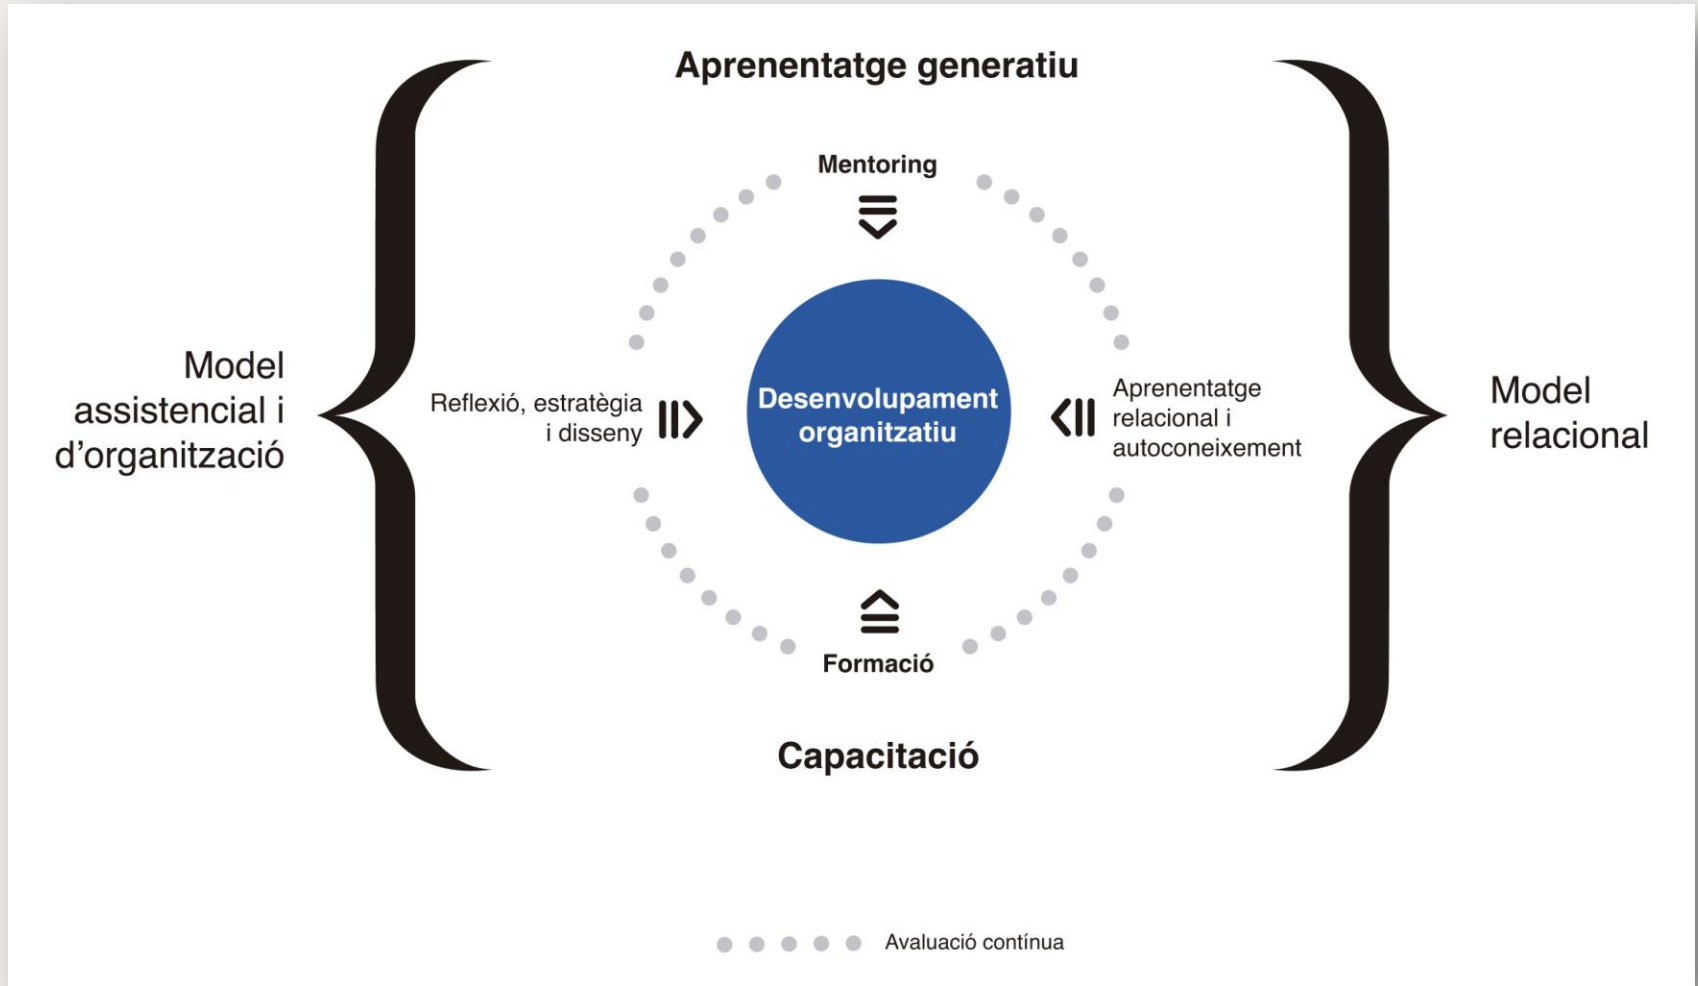 Aprenentatge generatiu
Mentoring
Model
assistencial i
d'organització
Reflexió, estratègia
i disseny
Desenvolupament
organitzatiu
Aprenentatge
relacional i
autoconeixement
Model
relacional
Formació
Capacitació
Avaluació contínua